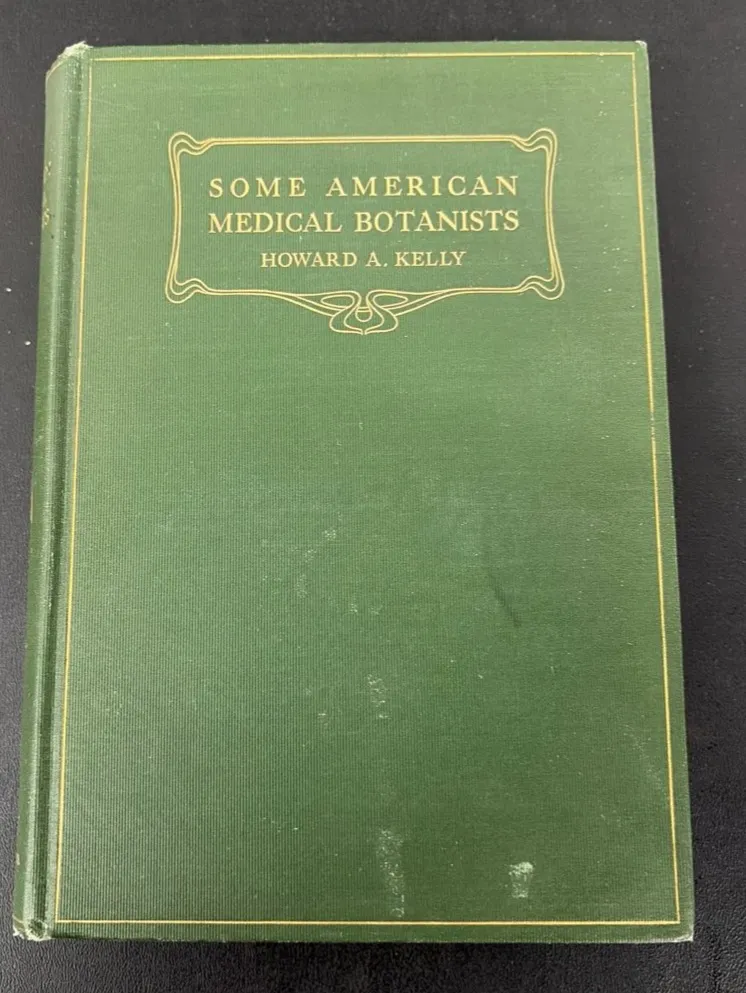 SOME AMERICAN
MEDICAL BOTANISTS
HOWARD A. KELLY